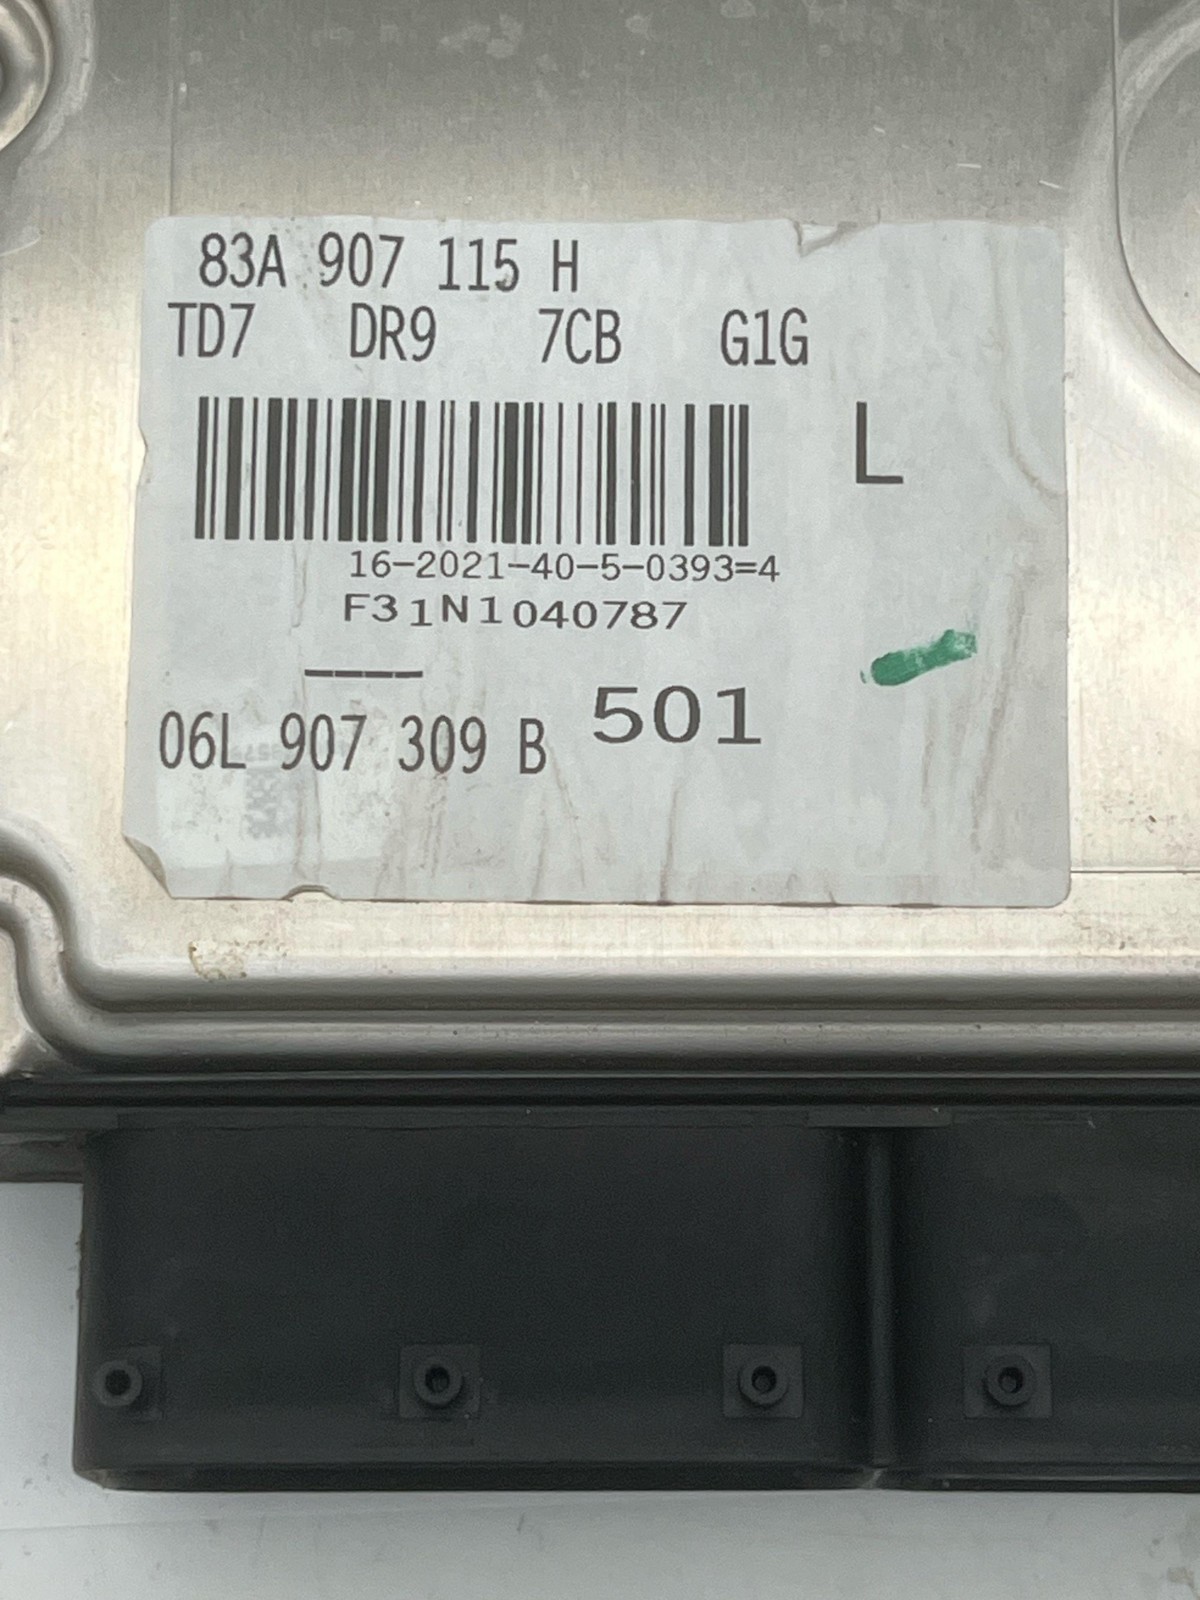 83A 907 115 H
TD7 DR9 7CB G1G
L
16-2021-40-5-0393=4
F31N1040787
----
06L 907 309 B 501